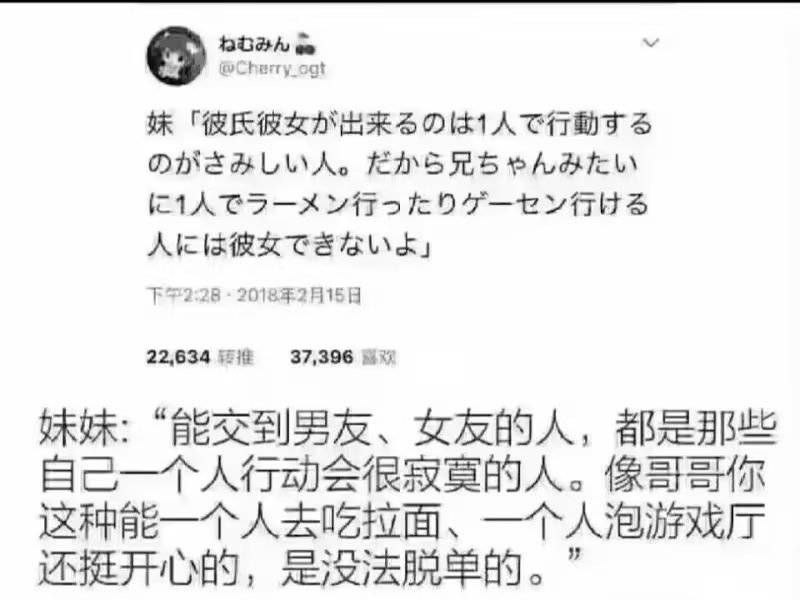 ねむみん🍒
@Cherry_ogt
妹「彼氏彼女が出来るのは1人で行動する
のがさみしい人。だから兄ちゃんみたい
に1人でラーメン行ったりゲーセン行ける
人には彼女できないよ」
下午2:28 · 2018年2月15日
22,634 转推 37,396 喜欢
妹妹:“能交到男友、女友的人，都是那些
自己一个人行动会很寂寞的人。像哥哥你
这种能一个人去吃拉面、一个人泡游戏厅
还挺开心的，是没法脱单的。”